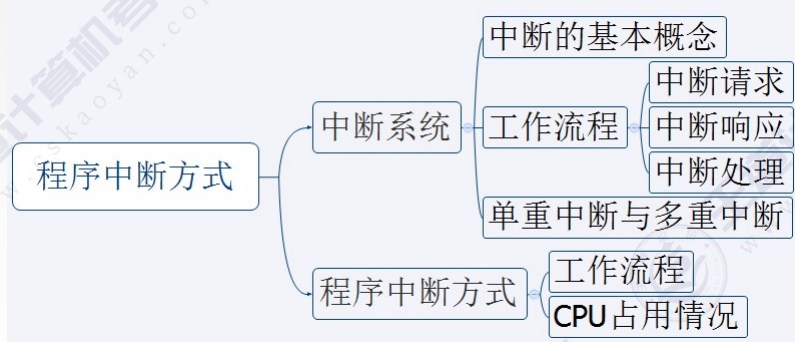 中断的基本概念
中断请求
中断系统
工作流程
中断响应
程序中断方式
中断处理
单重中断与多重中断
程序中断方式
工作流程
CPU占用情况